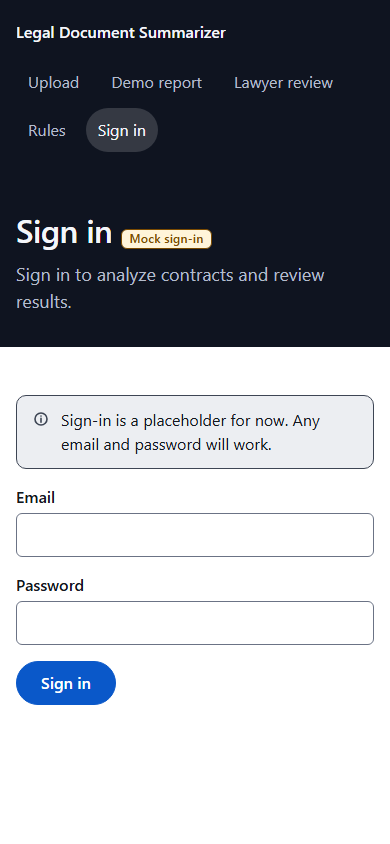 Legal Document Summarizer
Upload Demo report Lawyer review
Rules Sign in
Sign in Mock sign-in
Sign in to analyze contracts and review
results.
Sign-in is a placeholder for now. Any
email and password will work.
Email
Password
Sign in